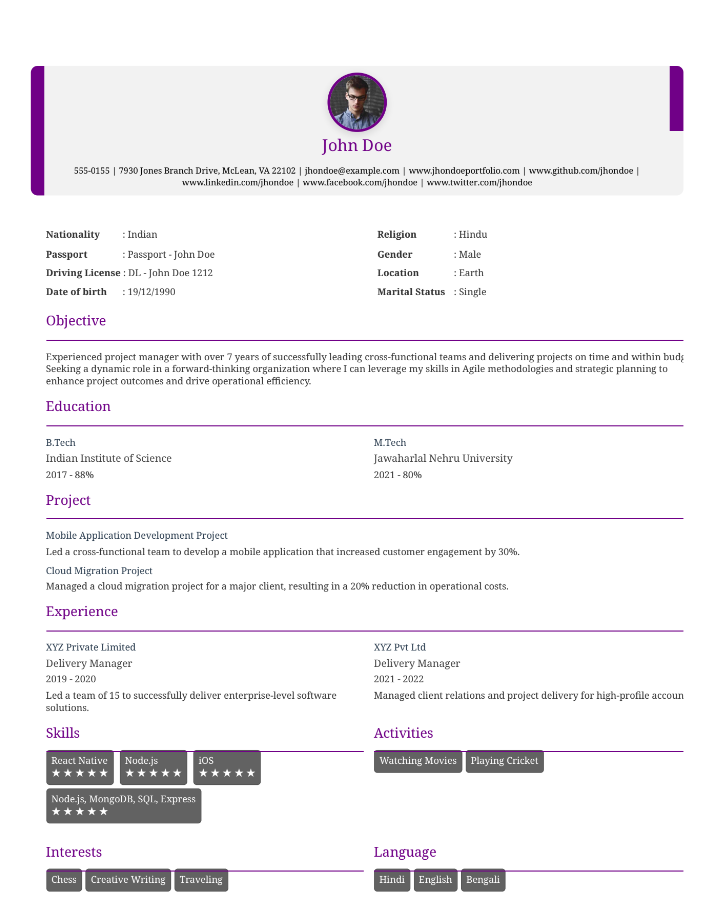 John Doe
555-0155 | 7930 Jones Branch Drive, McLean, VA 22102 | jhondoe@example.com | www.jhondoeportfolio.com | www.github.com/jhondoe |
www.linkedin.com/jhondoe | www.facebook.com/jhondoe | www.twitter.com/jhondoe
Nationality : Indian
Passport : Passport - John Doe
Driving License : DL - John Doe 1212
Date of birth : 19/12/1990
Religion : Hindu
Gender : Male
Location : Earth
Marital Status : Single
Objective
Experienced project manager with over 7 years of successfully leading cross-functional teams and delivering projects on time and within budg
Seeking a dynamic role in a forward-thinking organization where I can leverage my skills in Agile methodologies and strategic planning to
enhance project outcomes and drive operational efficiency.
Education
B.Tech
Indian Institute of Science
2017 - 88%
M.Tech
Jawaharlal Nehru University
2021 - 80%
Project
Mobile Application Development Project
Led a cross-functional team to develop a mobile application that increased customer engagement by 30%.
Cloud Migration Project
Managed a cloud migration project for a major client, resulting in a 20% reduction in operational costs.
Experience
XYZ Private Limited
Delivery Manager
2019 - 2020
Led a team of 15 to successfully deliver enterprise-level software
solutions.
XYZ Pvt Ltd
Delivery Manager
2021 - 2022
Managed client relations and project delivery for high-profile accoun
Skills
React Native
★★★★★
Node.js
★★★★★
iOS
★★★★★
Node.js, MongoDB, SQL, Express
★★★★★
Activities
Watching Movies
Playing Cricket
Interests
Chess
Creative Writing
Traveling
Language
Hindi
English
Bengali